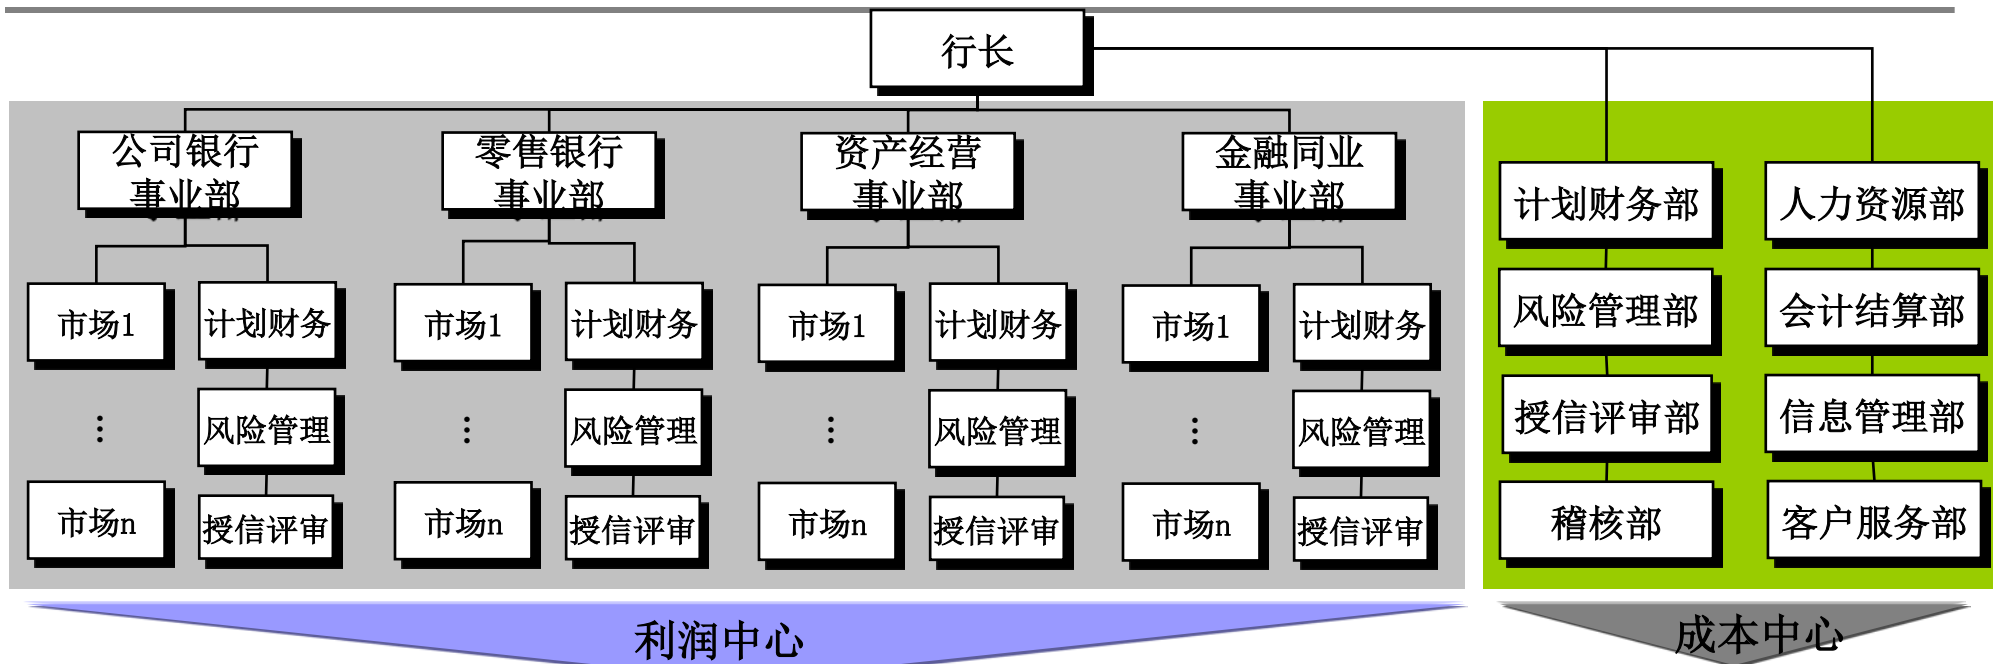 行长
公司银行
事业部
零售银行
事业部
资产经营
事业部
金融同业
事业部
计划财务部
人力资源部
市场1
计划财务
市场1
计划财务
市场1
计划财务
市场1
计划财务
风险管理部
会计结算部
⋮
风险管理
⋮
风险管理
⋮
风险管理
⋮
风险管理
授信评审部
信息管理部
市场n
授信评审
市场n
授信评审
市场n
授信评审
市场n
授信评审
稽核部
客户服务部
利润中心
成本中心